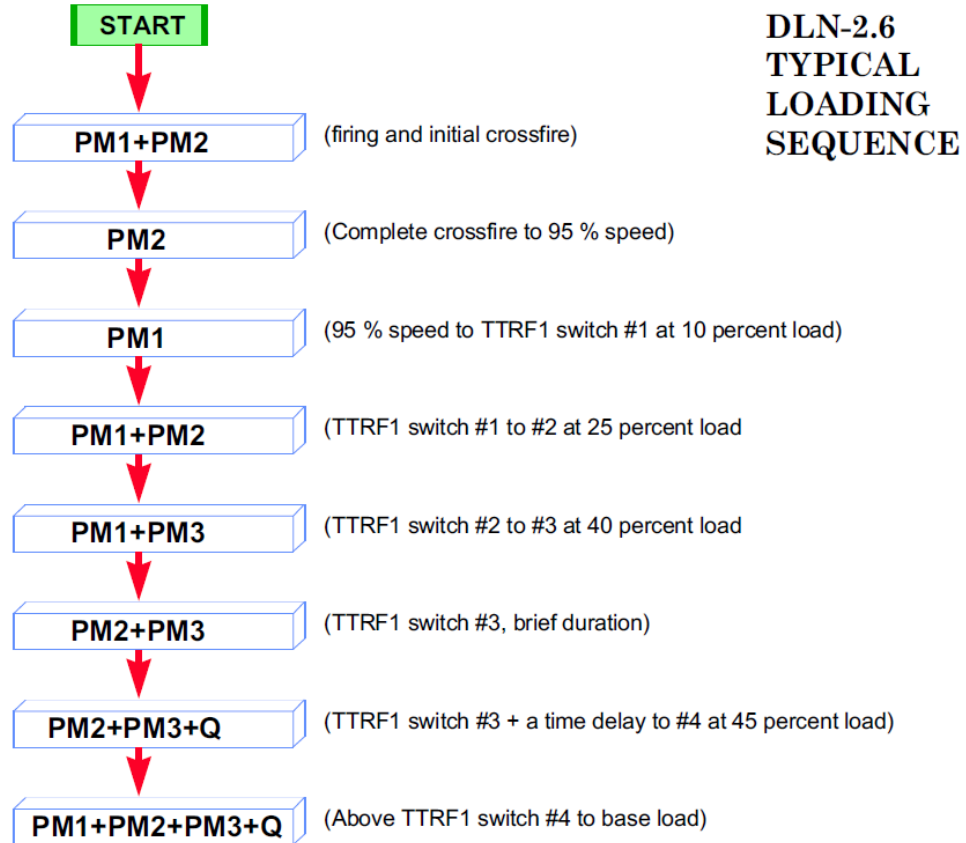 START
DLN-2.6
TYPICAL
LOADING
SEQUENCE
PM1+PM2
(firing and initial crossfire)
PM2
(Complete crossfire to 95 % speed)
PM1
(95 % speed to TTRF1 switch #1 at 10 percent load)
PM1+PM2
(TTRF1 switch #1 to #2 at 25 percent load
PM1+PM3
(TTRF1 switch #2 to #3 at 40 percent load
PM2+PM3
(TTRF1 switch #3, brief duration)
PM2+PM3+Q
(TTRF1 switch #3 + a time delay to #4 at 45 percent load)
PM1+PM2+PM3+Q
(Above TTRF1 switch #4 to base load)